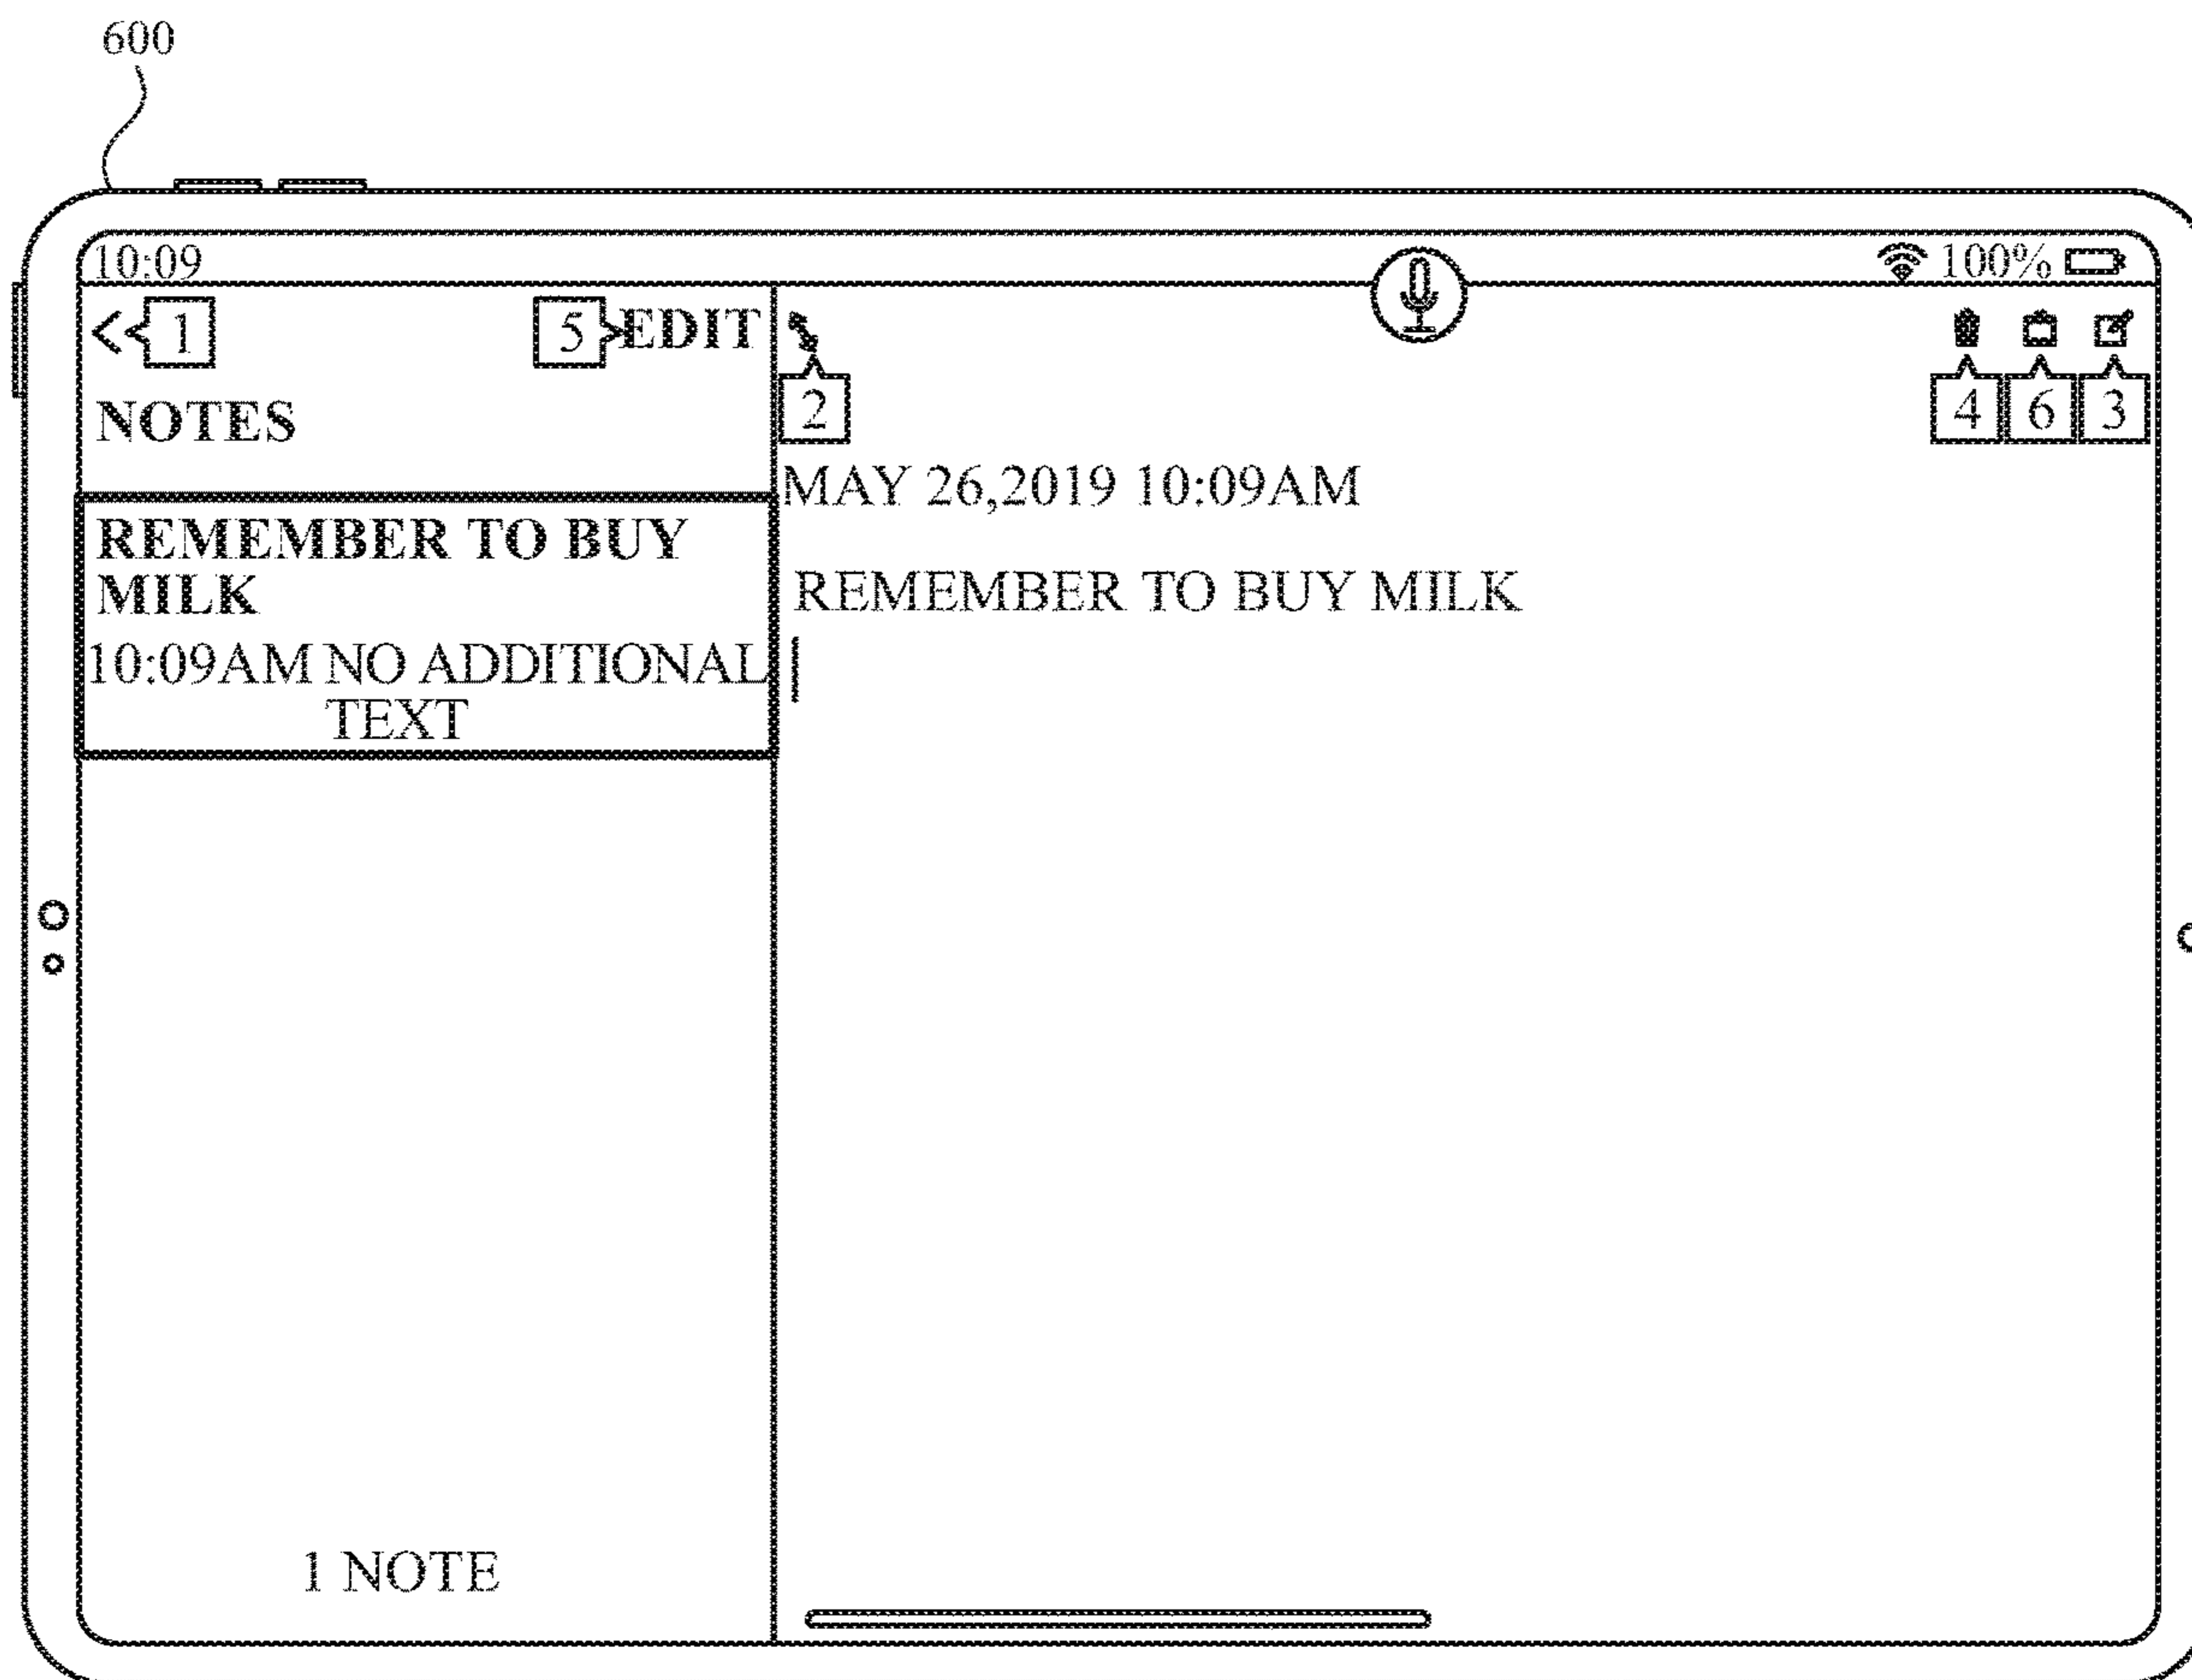 600
10:09
100%
1
5 EDIT
2
4 6 3
NOTES
MAY 26,2019 10:09AM
REMEMBER TO BUY
MILK
10:09AM NO ADDITIONAL
TEXT
REMEMBER TO BUY MILK
1 NOTE